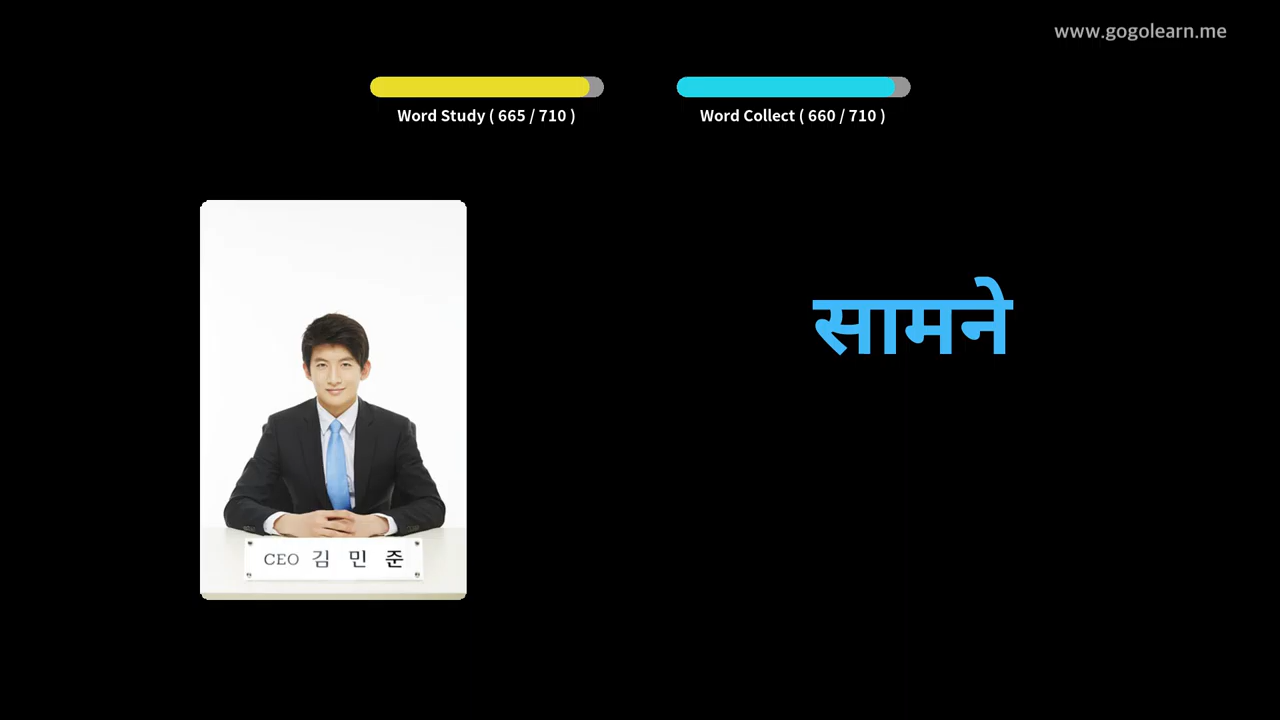 www.gogolearn.me
Word Study ( 665 / 710 )
Word Collect ( 660 / 710 )
सामने
CEO 김 민 준